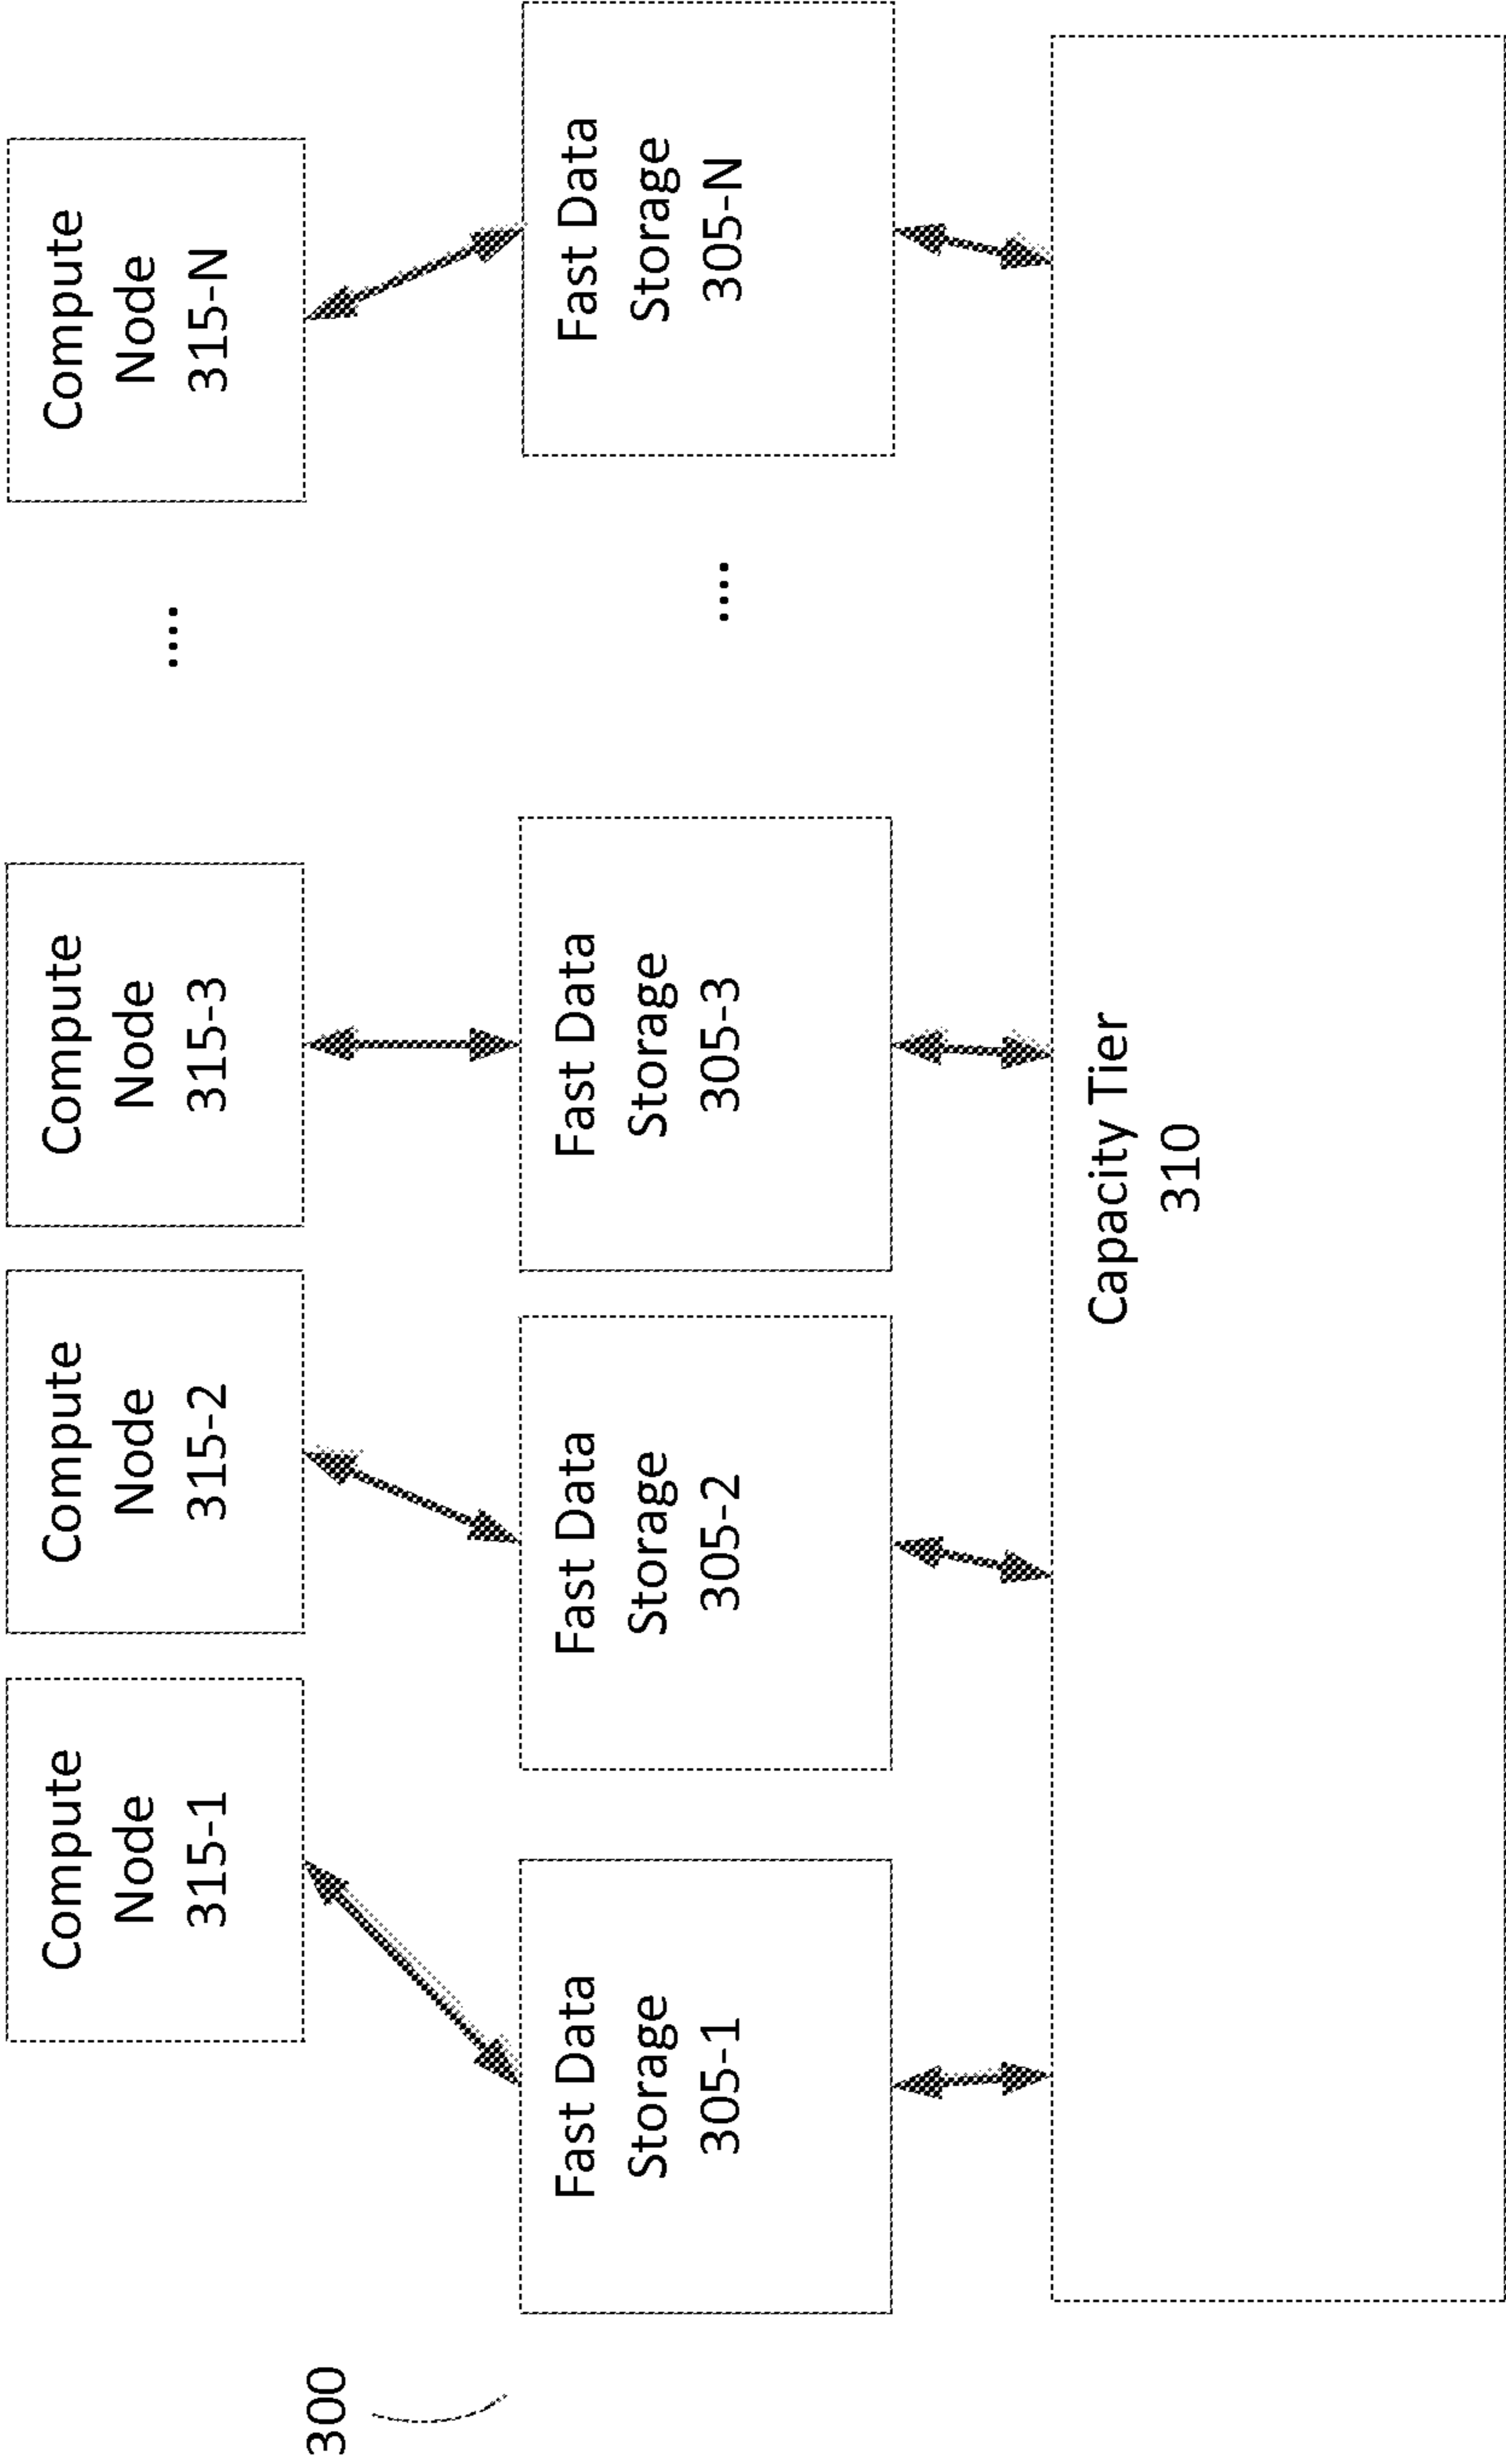 Compute
Node
315-1
Compute
Node
315-2
Compute
Node
315-3
....
Compute
Node
315-N
300
Fast Data
Storage
305-1
Fast Data
Storage
305-2
Fast Data
Storage
305-3
....
Fast Data
Storage
305-N
Capacity Tier
310